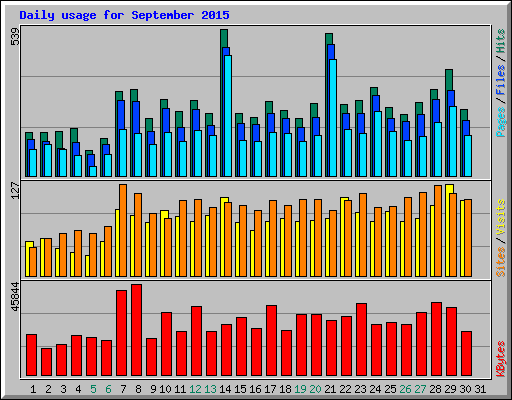 Daily usage for September 2015
539
Pages / Files / Hits
127
Sites / Visits
45844
KBytes
1 2 3 4 5 6 7 8 9 10 11 12 13 14 15 16 17 18 19 20 21 22 23 24 25 26 27 28 29 30 31